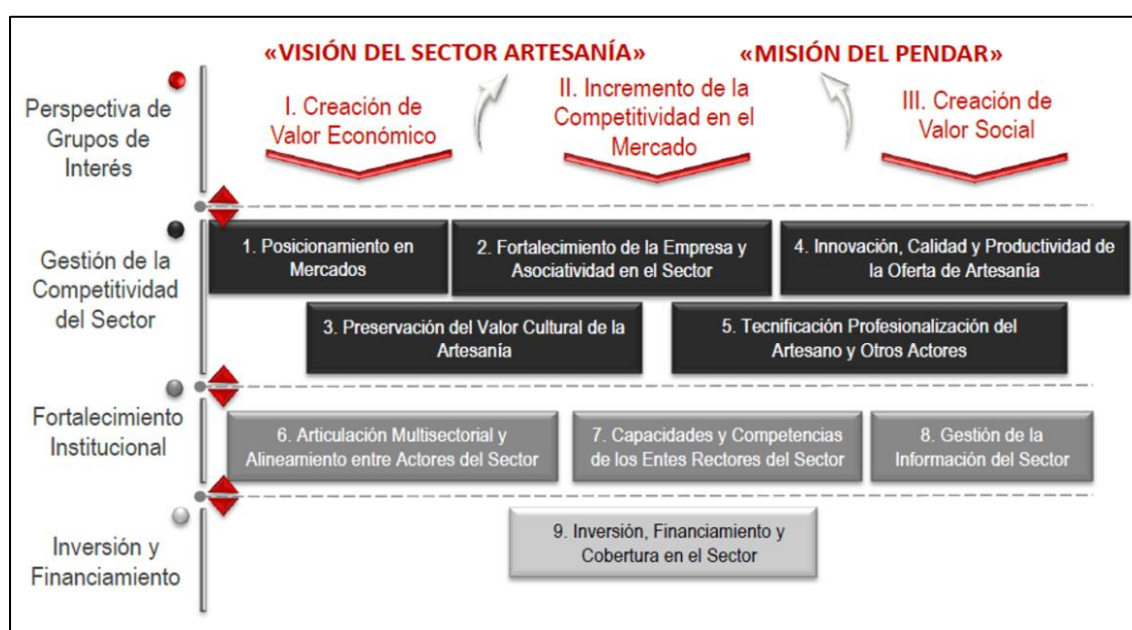 «VISIÓN DEL SECTOR ARTESANÍA»
«MISIÓN DEL PENDAR»
Perspectiva de
Grupos de
Interés
I. Creación de
Valor Económico
II. Incremento de la
Competitividad en el
Mercado
III. Creación de
Valor Social
Gestión de la
Competitividad
del Sector
1. Posicionamiento en
Mercados
2. Fortalecimiento de la Empresa y
Asociatividad en el Sector
4. Innovación, Calidad y Productividad de
la Oferta de Artesanía
3. Preservación del Valor Cultural de la
Artesanía
5. Tecnificación Profesionalización del
Artesano y Otros Actores
Fortalecimiento
Institucional
6. Articulación Multisectorial y
Alineamiento entre Actores del Sector
7. Capacidades y Competencias
de los Entes Rectores del Sector
8. Gestión de la
Información del Sector
Inversión y
Financiamiento
9. Inversión, Financiamiento y
Cobertura en el Sector